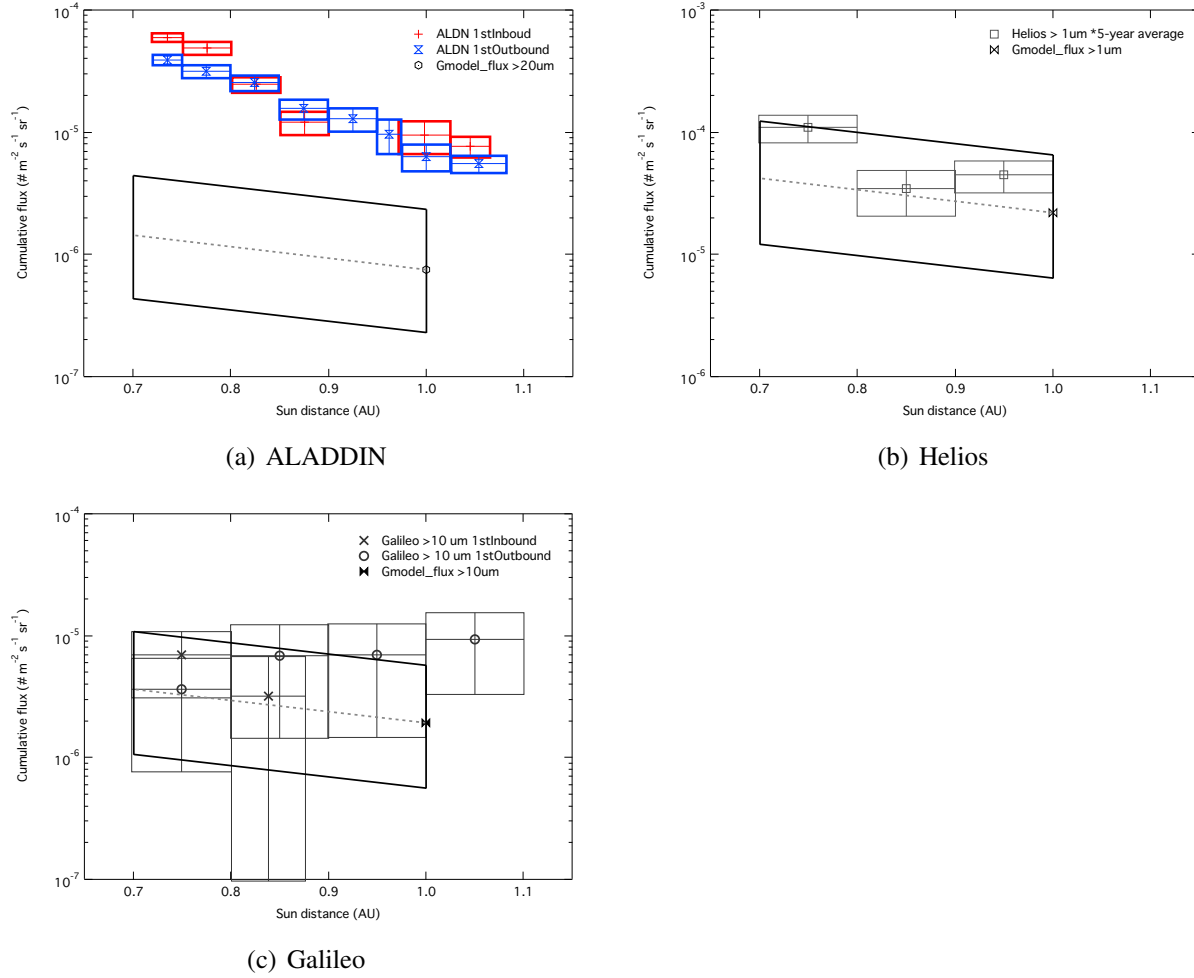 10⁻⁴
10⁻⁵
10⁻⁶
10⁻⁷
Cumulative flux (# m⁻² s⁻¹ sr⁻¹)
ALDN 1stInboud
ALDN 1stOutbound
Gmodel_flux >20um
0.7 0.8 0.9 1.0 1.1
Sun distance (AU)
(a) ALADDIN
10⁻³
10⁻⁴
10⁻⁵
10⁻⁶
Cumulative flux (# m⁻² s⁻¹ sr⁻¹)
Helios > 1um *5-year average
Gmodel_flux >1um
0.7 0.8 0.9 1.0 1.1
Sun distance (AU)
(b) Helios
10⁻⁴
10⁻⁵
10⁻⁶
10⁻⁷
Cumulative flux (# m⁻² s⁻¹ sr⁻¹)
Galileo >10 um 1stInbound
Galileo > 10 um 1stOutbound
Gmodel_flux >10um
0.7 0.8 0.9 1.0 1.1
Sun distance (AU)
(c) Galileo